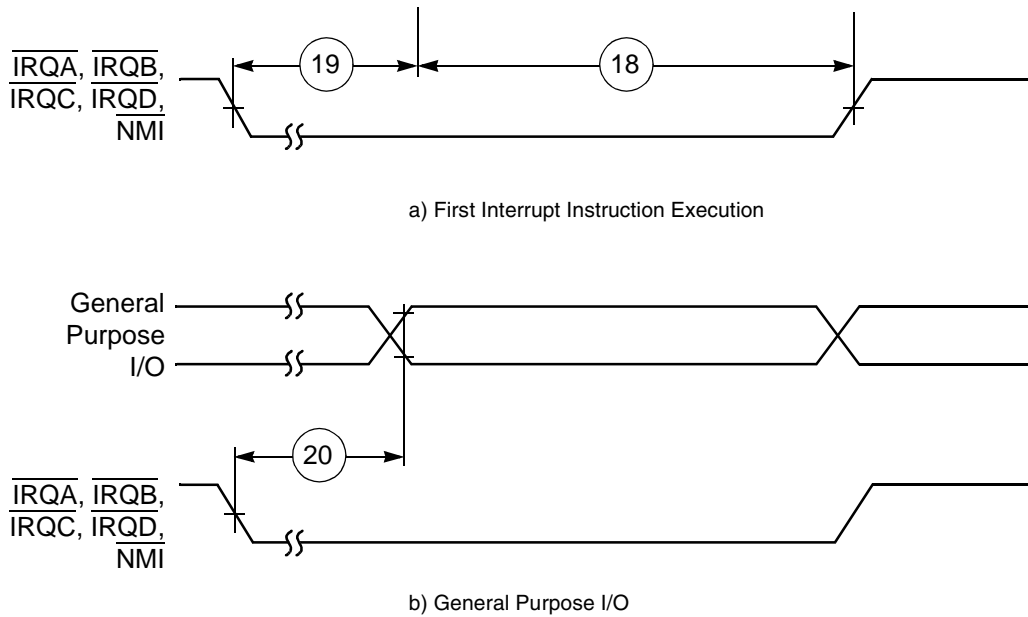 IRQA, IRQB,
IRQC, IRQD,
NMI
19
18
a) First Interrupt Instruction Execution
General
Purpose
I/O
20
IRQA, IRQB,
IRQC, IRQD,
NMI
b) General Purpose I/O